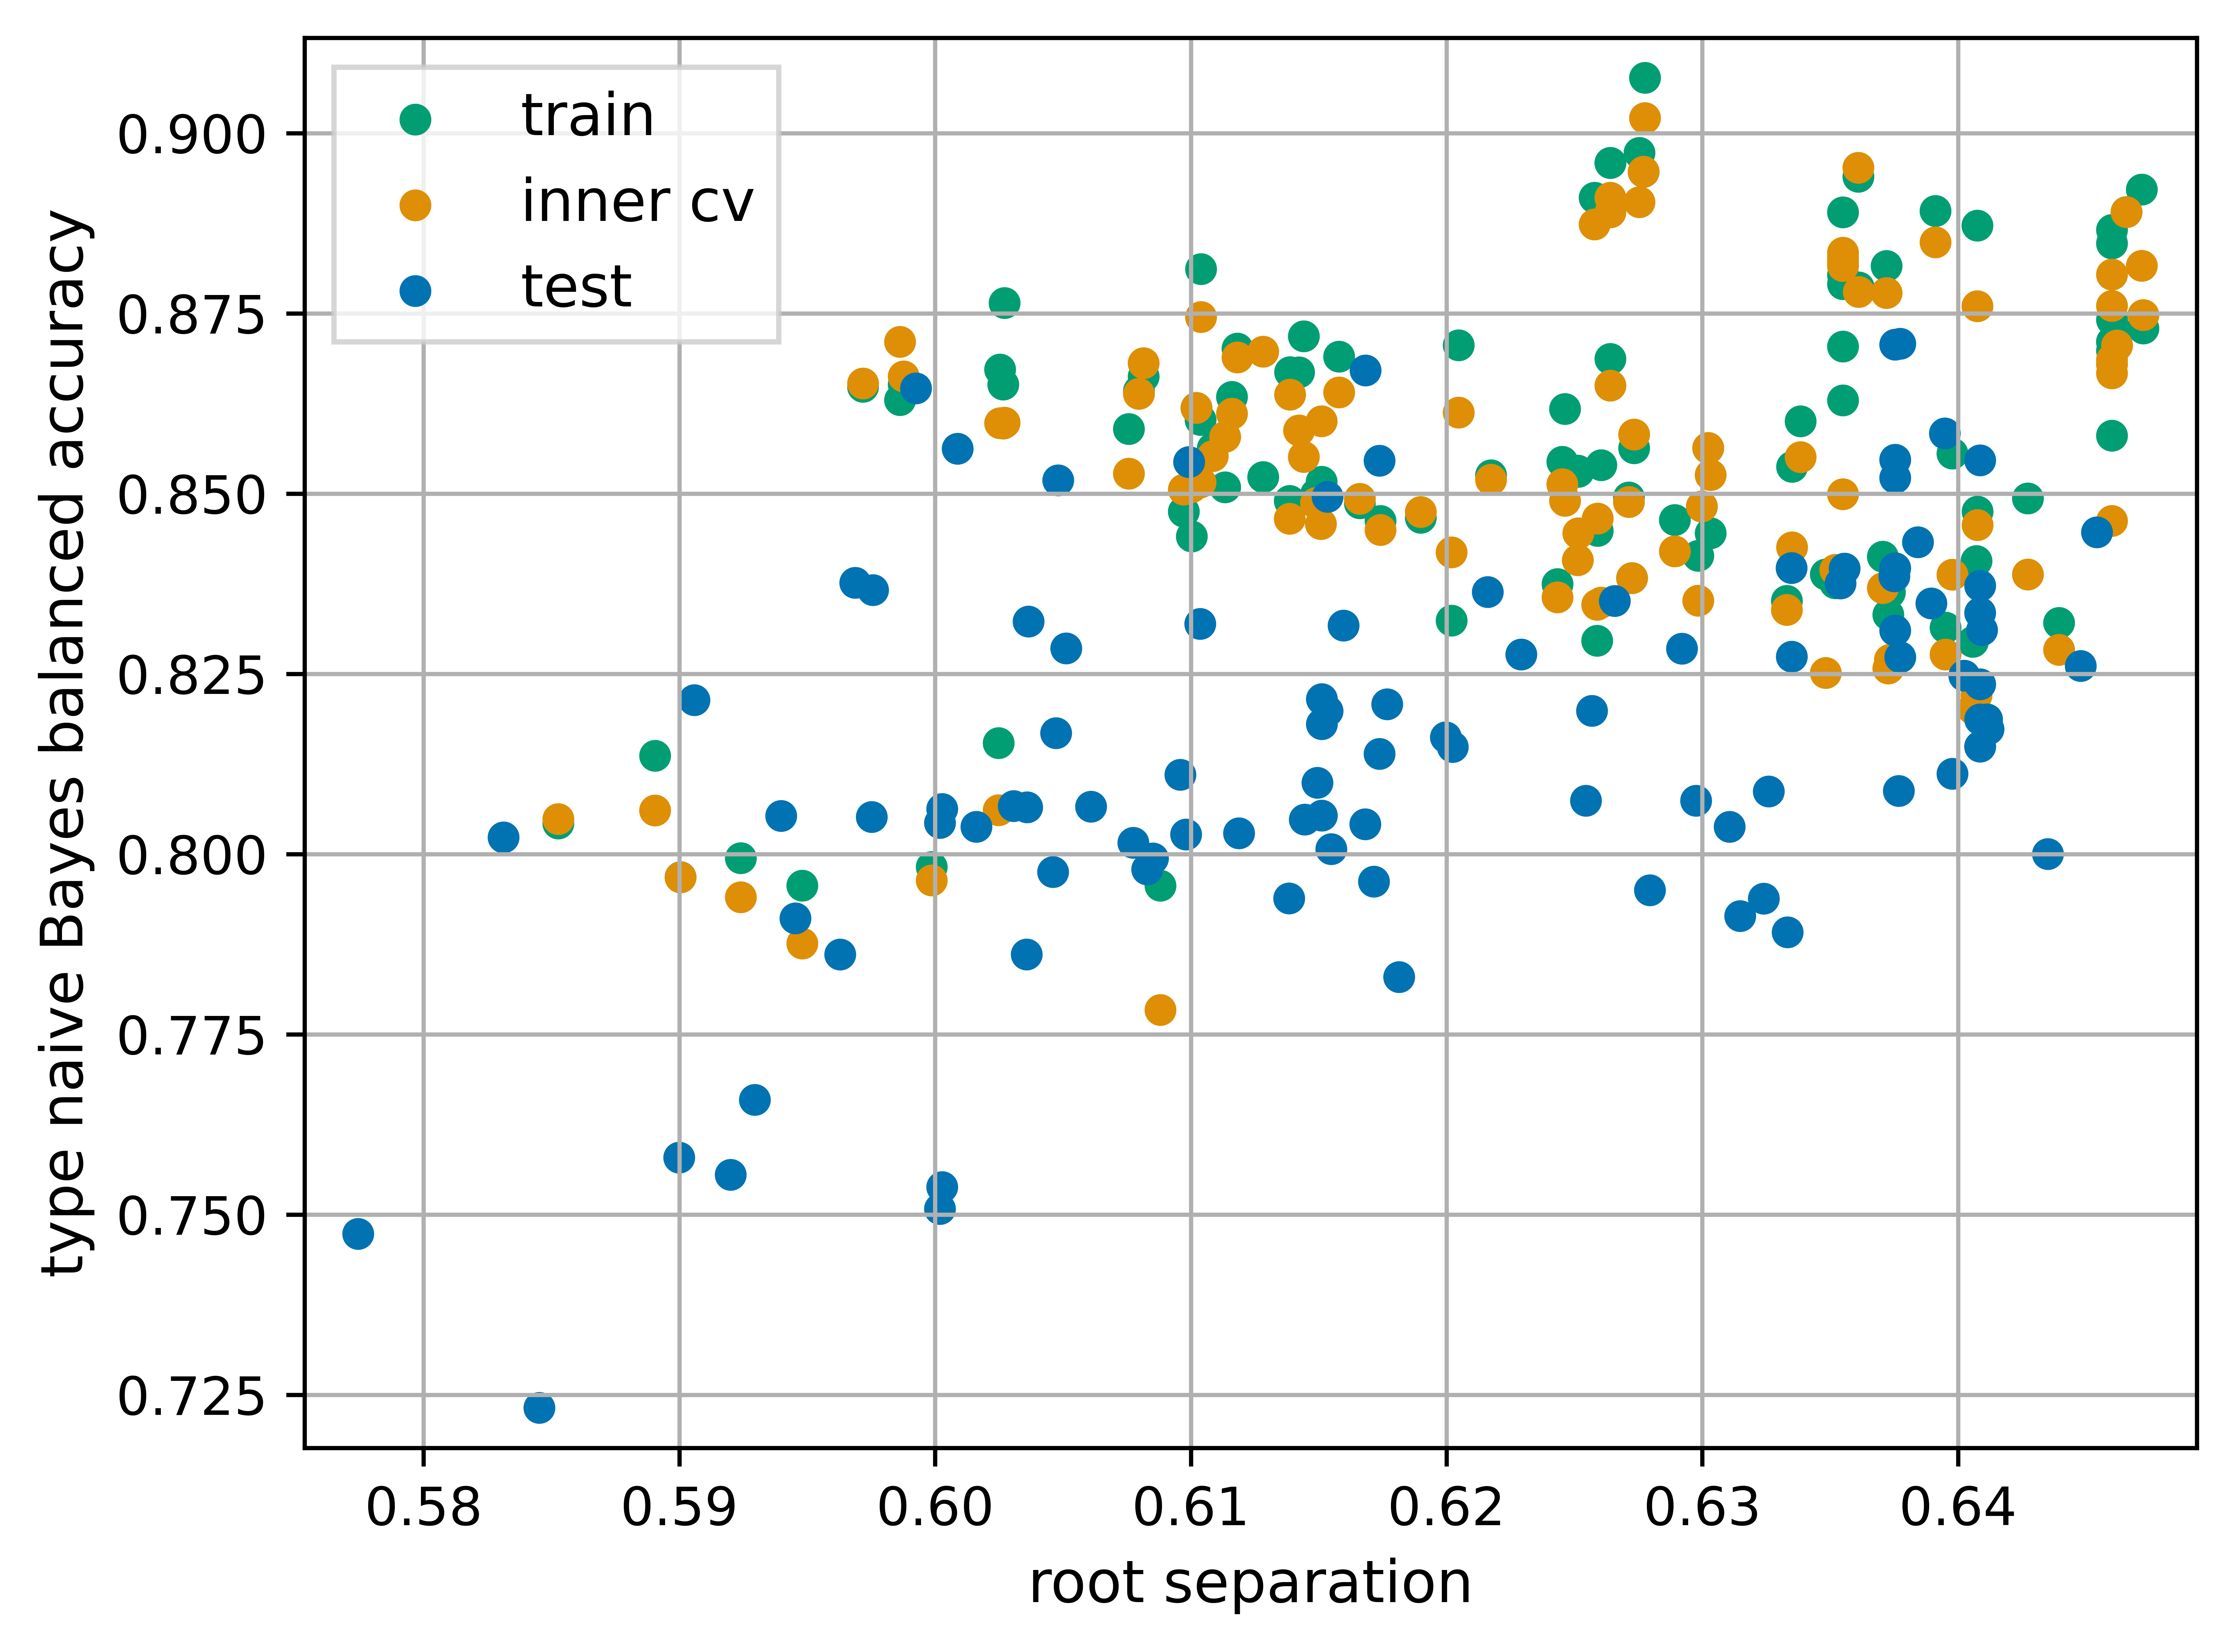 train
inner cv
test
type naive Bayes balanced accuracy
0.900
0.875
0.850
0.825
0.800
0.775
0.750
0.725
0.58 0.59 0.60 0.61 0.62 0.63 0.64
root separation